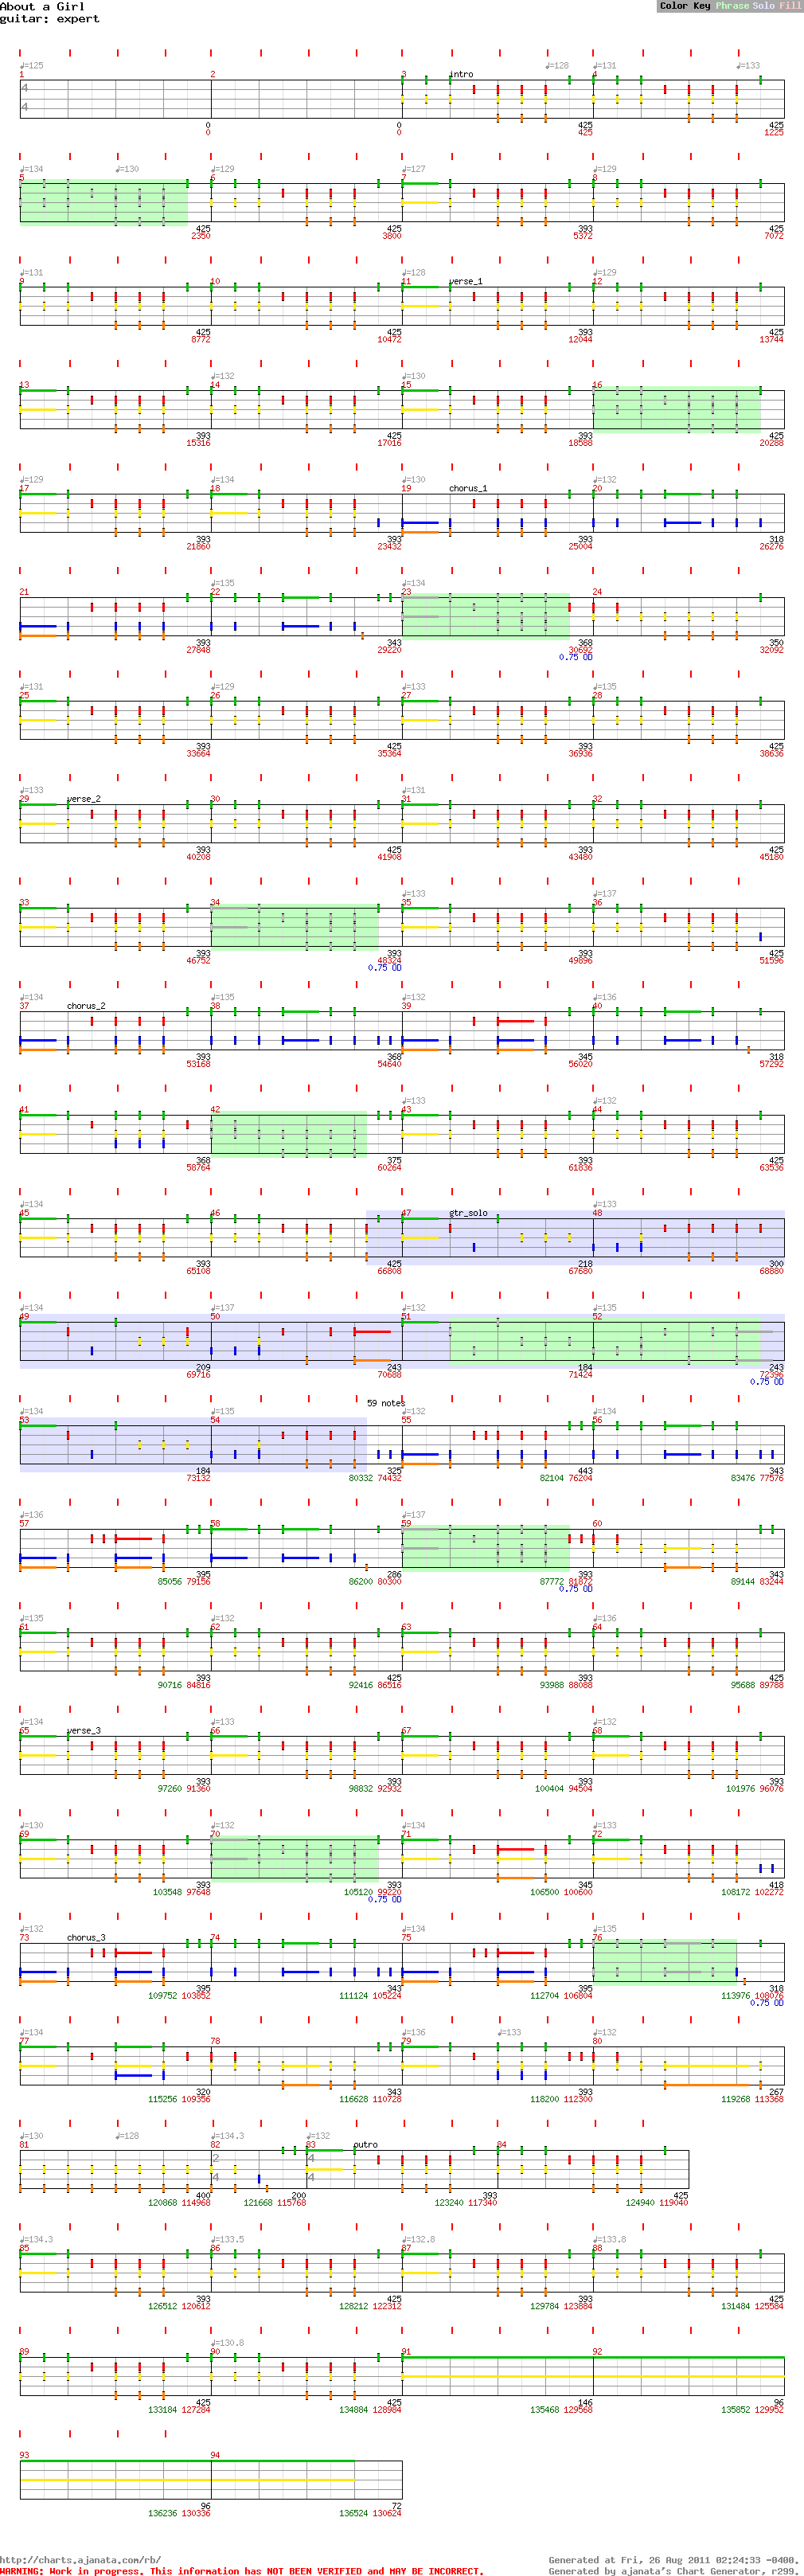 About a Girl
guitar: expert
Color Key Phrase Solo Fill
♩=125 ♩=128 ♩=131 ♩=133
1 2 3 intro 4
4
4
0 0 425 425
0 0 425 1225
♩=134 ♩=130 ♩=129 ♩=127 ♩=129
5 6 7 8
425 425 393 425
2350 3800 5372 7072
♩=131 ♩=128 ♩=129
9 10 11 verse_1 12
425 425 393 425
8772 10472 12044 13744
♩=132 ♩=130
13 14 15 16
393 425 393 425
15316 17016 18588 20288
♩=129 ♩=134 ♩=130 ♩=132
17 18 19 chorus_1 20
393 393 393 318
21860 23432 25004 26276
♩=135 ♩=134
21 22 23 24
393 343 368 350
27848 29220 30692 32092
0.75 OD
♩=131 ♩=129 ♩=133 ♩=135
25 26 27 28
393 425 393 425
33664 35364 36936 38636
♩=133 ♩=131
29 verse_2 30 31 32
393 425 393 425
40208 41908 43480 45180
♩=133 ♩=137
33 34 35 36
393 393 393 425
46752 48324 49896 51596
0.75 OD
♩=134 ♩=135 ♩=132 ♩=136
37 chorus_2 38 39 40
393 368 345 318
53168 54640 56020 57292
♩=133 ♩=132
41 42 43 44
368 375 393 425
58764 60264 61836 63536
♩=134 ♩=133
45 46 47 gtr_solo 48
393 425 218 300
65108 66808 67680 68880
♩=134 ♩=137 ♩=132 ♩=135
49 50 51 52
209 243 184 243
69716 70688 71424 72396
0.75 OD
59 notes
♩=134 ♩=135 ♩=132 ♩=134
53 54 55 56
184 325 443 343
73132 80332 74432 82104 76204 83476 77576
♩=136 ♩=137
57 58 59 60
395 286 393 343
85056 79156 86200 80300 87772 81872 89144 83244
0.75 OD
♩=135 ♩=132 ♩=136
61 62 63 64
393 425 393 425
90716 84816 92416 86516 93988 88088 95688 89788
♩=134 ♩=133 ♩=132
65 verse_3 66 67 68
393 393 393 393
97260 91360 98832 92932 100404 94504 101976 96076
♩=130 ♩=132 ♩=134 ♩=133
69 70 71 72
393 393 345 418
103548 97648 105120 99220 106500 100600 108172 102272
0.75 OD
♩=132 ♩=134 ♩=135
73 chorus_3 74 75 76
395 343 395 318
109752 103852 111124 105224 112704 106804 113976 108076
0.75 OD
♩=134 ♩=136 ♩=133 ♩=132
77 78 79 80
320 343 393 267
115256 109356 116628 110728 118200 112300 119268 113368
♩=130 ♩=128 ♩=134.3 ♩=132
81 82 83 outro 84
2 4
4 4
400 200 393 425
120868 114968 121668 115768 123240 117340 124940 119040
♩=134.3 ♩=133.5 ♩=132.8 ♩=133.8
85 86 87 88
393 425 393 425
126512 120612 128212 122312 129784 123884 131484 125584
♩=130.8
89 90 91 92
425 425 146 96
133184 127284 134884 128984 135468 129568 135852 129952
93 94
96 72
136236 130336 136524 130624
http://charts.ajanata.com/rb/ Generated at Fri, 26 Aug 2011 02:24:33 -0400.
WARNING: Work in progress. This information has NOT BEEN VERIFIED and MAY BE INCORRECT. Generated by ajanata's Chart Generator, r299.